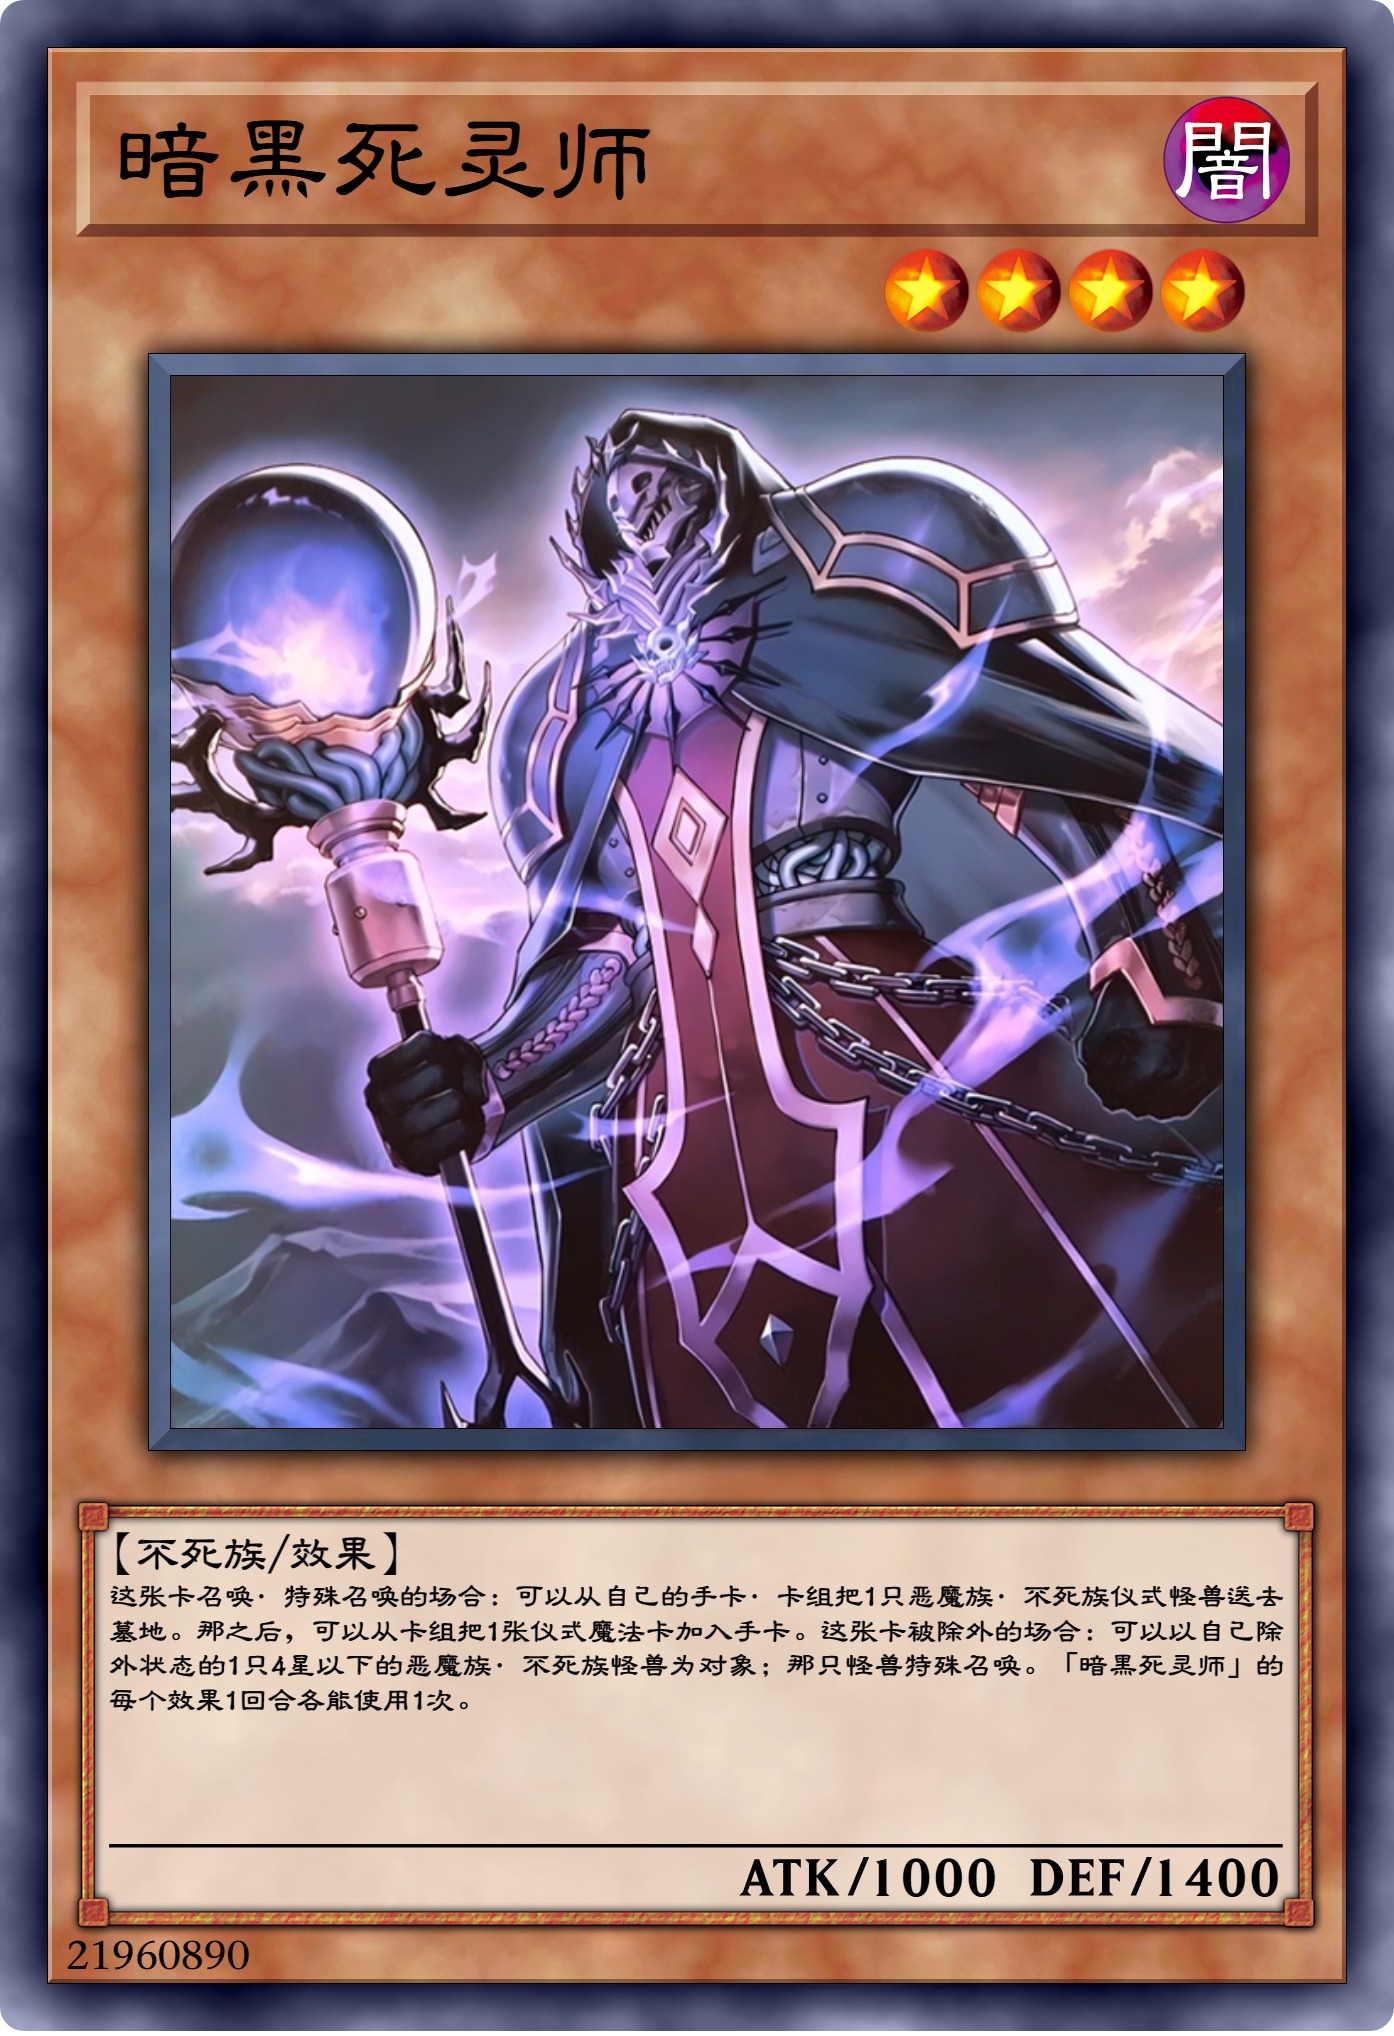 暗黑死灵师
闇
【不死族/效果】
这张卡召唤·特殊召唤的场合：可以从自己的手卡·卡组把1只恶魔族·不死族仪式怪兽送去
墓地。那之后，可以从卡组把1张仪式魔法卡加入手卡。这张卡被除外的场合：可以以自己除
外状态的1只4星以下的恶魔族·不死族怪兽为对象；那只怪兽特殊召唤。「暗黑死灵师」的
每个效果1回合各能使用1次。
ATK/1000 DEF/1400
21960890